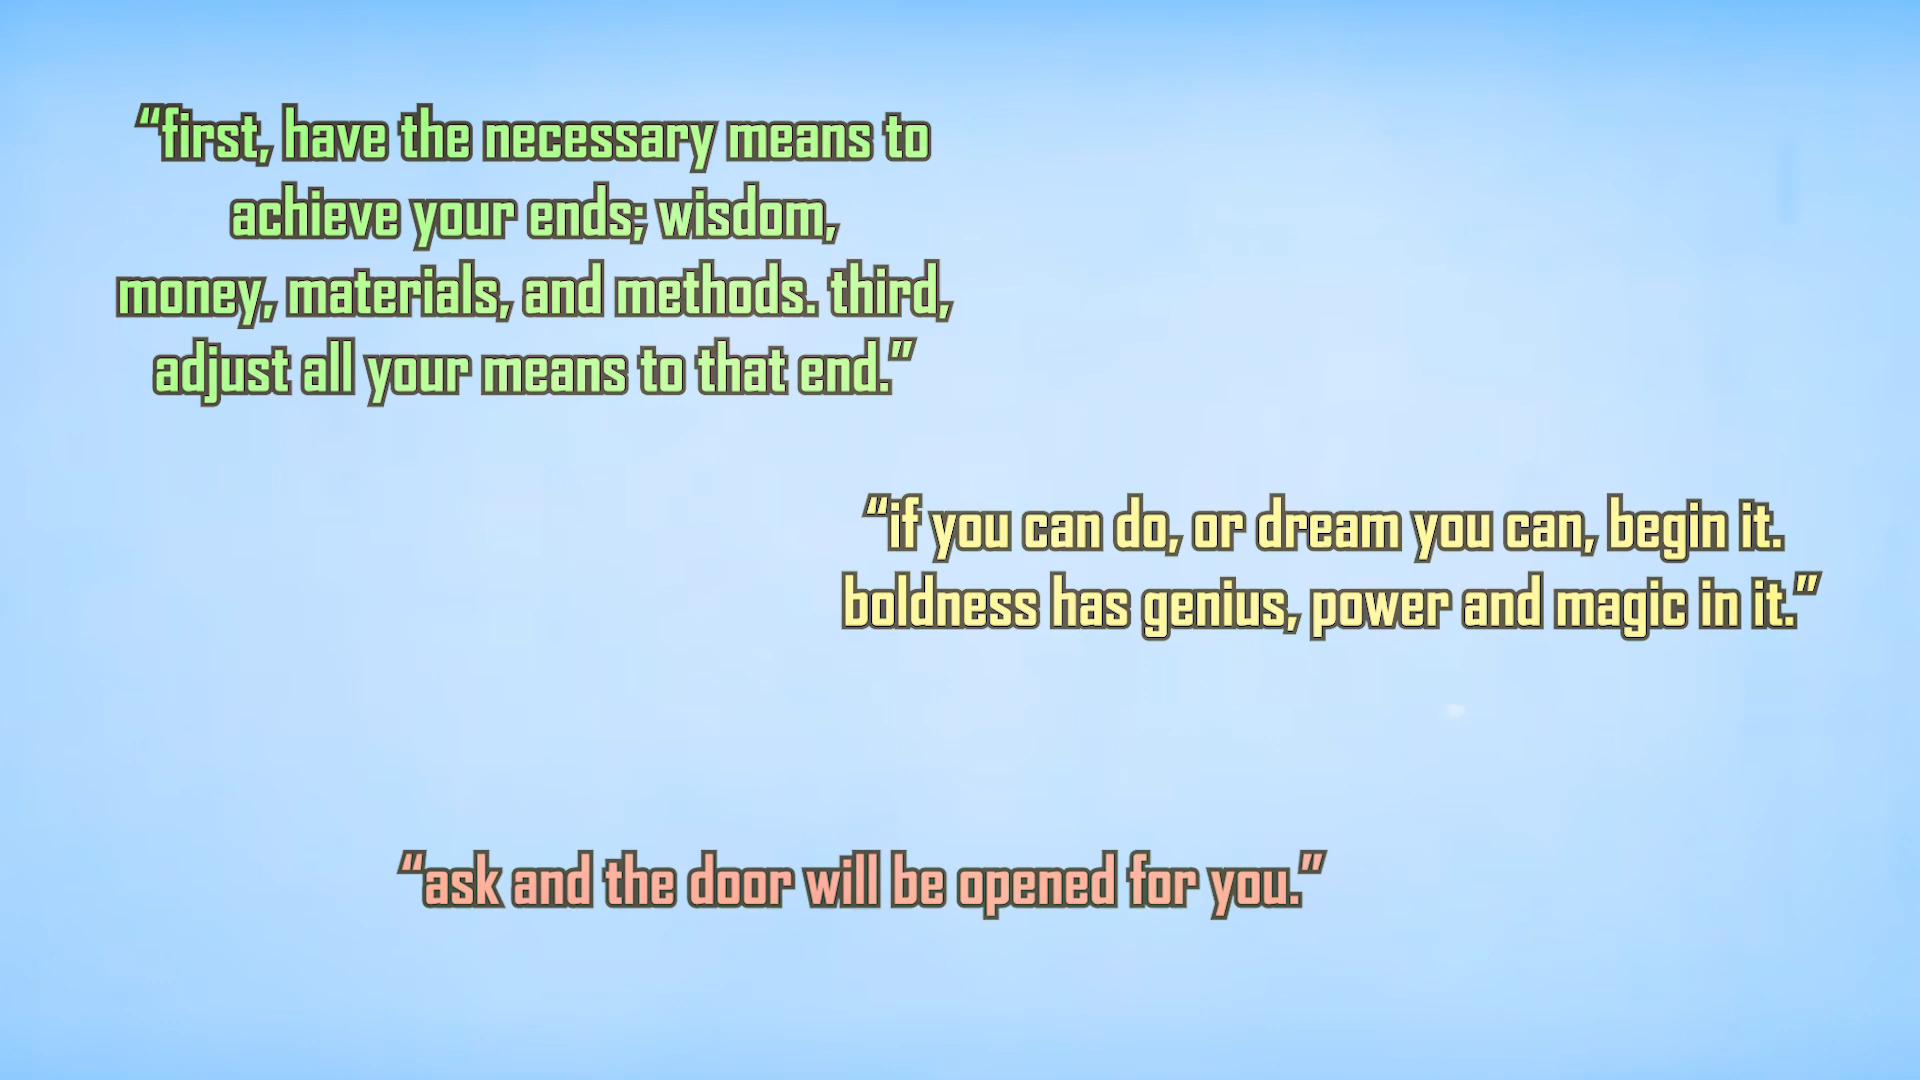 “first, have the necessary means to
achieve your ends; wisdom,
money, materials, and methods. third,
adjust all your means to that end.”
“if you can do, or dream you can, begin it.
boldness has genius, power and magic in it.”
“ask and the door will be opened for you.”